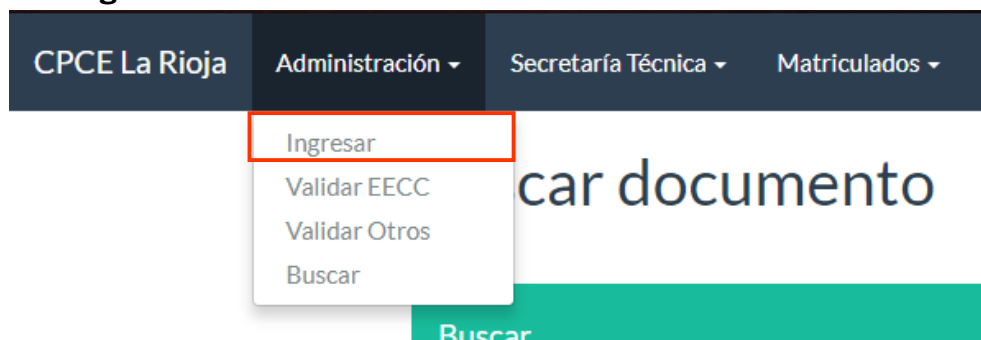 CPCE La Rioja Administración Secretaría Técnica Matriculados
Ingresar
Validar EECC
Validar Otros
Buscar
car documento
Buscar